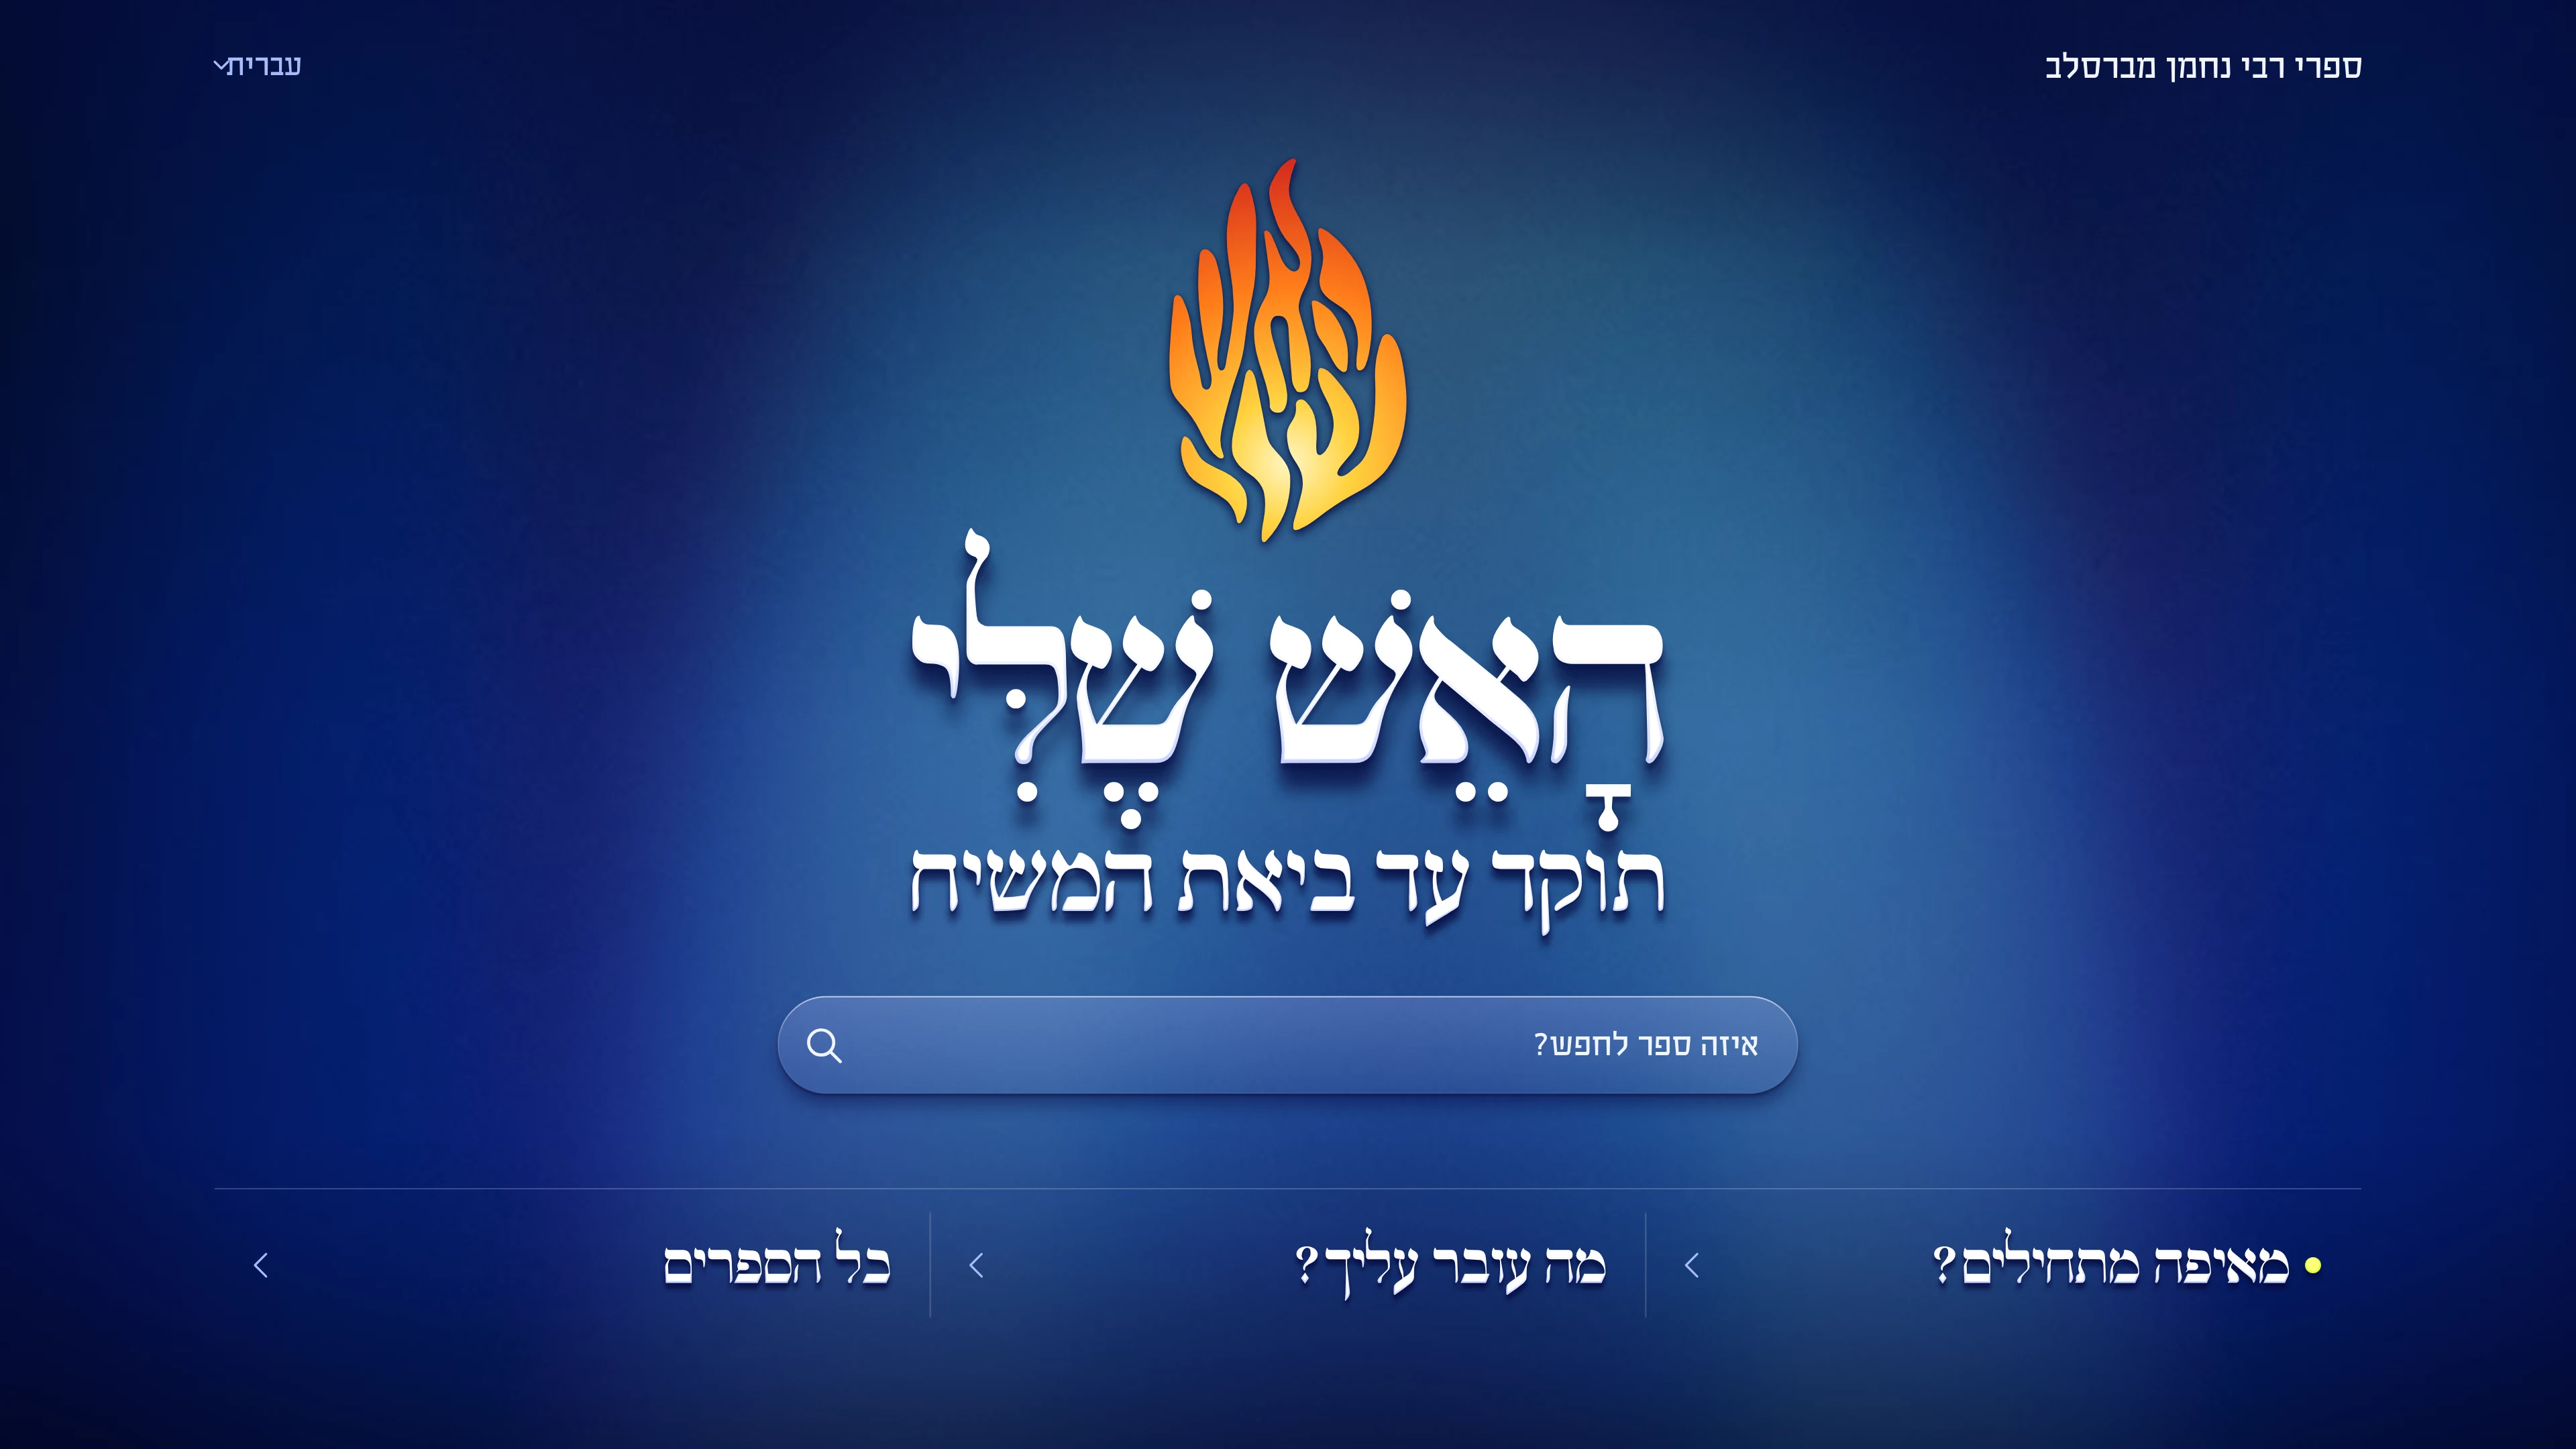 ספרי רבי נחמן מברסלב
עברית
הָאֵשׁ שֶׁלִּי
תוקד עד ביאת המשיח
איזה ספר לחפש?
מאיפה מתחילים?
מה עובר עליך?
כל הספרים